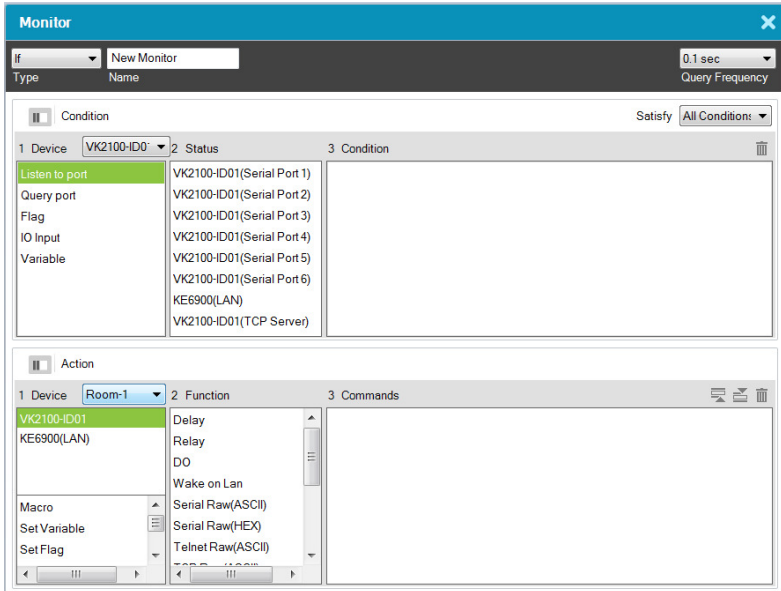 Monitor
If New Monitor 0.1 sec
Type Name Query Frequency
Condition Satisfy All Condition
1 Device VK2100-ID0 2 Status 3 Condition
Listen to port VK2100-ID01(Serial Port 1)
Query port VK2100-ID01(Serial Port 2)
Flag VK2100-ID01(Serial Port 3)
IO Input VK2100-ID01(Serial Port 4)
Variable VK2100-ID01(Serial Port 5)
VK2100-ID01(Serial Port 6)
KE6900(LAN)
VK2100-ID01(TCP Server)
Action
1 Device Room-1 2 Function 3 Commands
VK2100-ID01 Delay
KE6900(LAN) Relay
DO
Wake on Lan
Macro Serial Raw(ASCII)
Set Variable Serial Raw(HEX)
Set Flag Telnet Raw(ASCII)